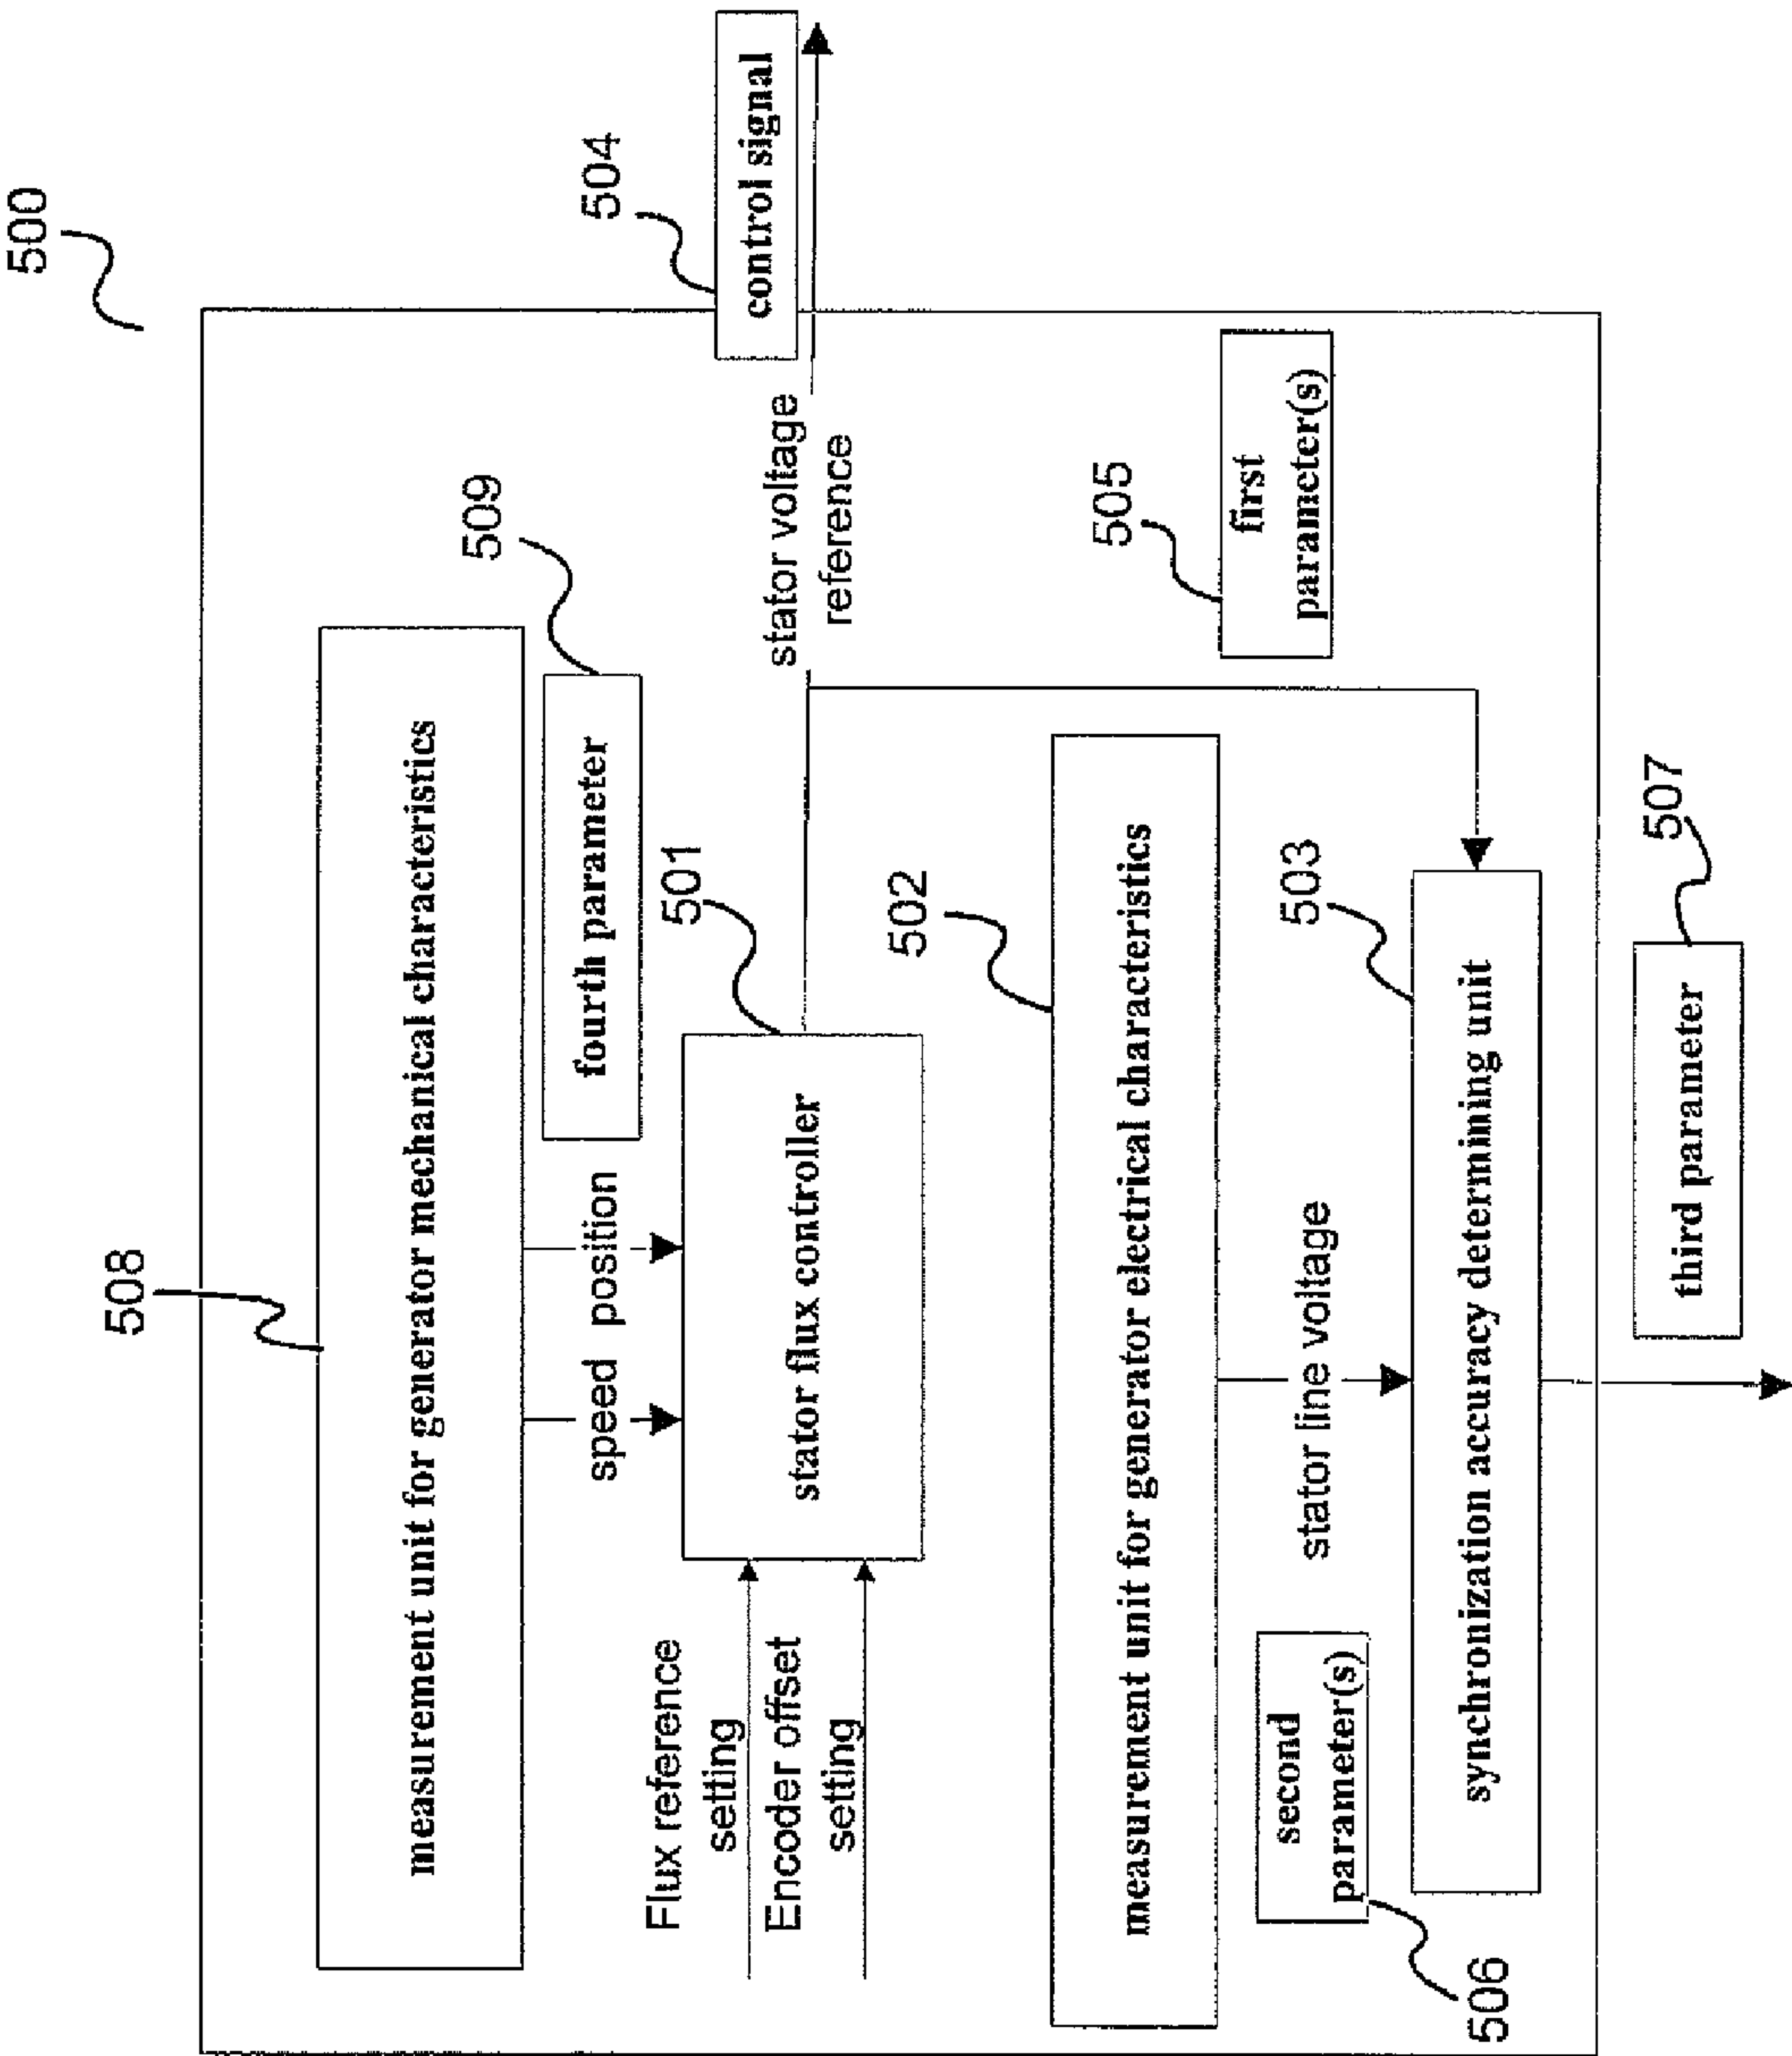 500
508
measurement unit for generator mechanical characteristics
509
speed
position
fourth parameter
Flux reference
setting
Encoder offset
setting
501
stator flux controller
504
control signal
stator voltage
reference
502
measurement unit for generator electrical characteristics
505
first
parameter(s)
506
second
parameter(s)
stator line voltage
503
synchronization accuracy determining unit
507
third parameter